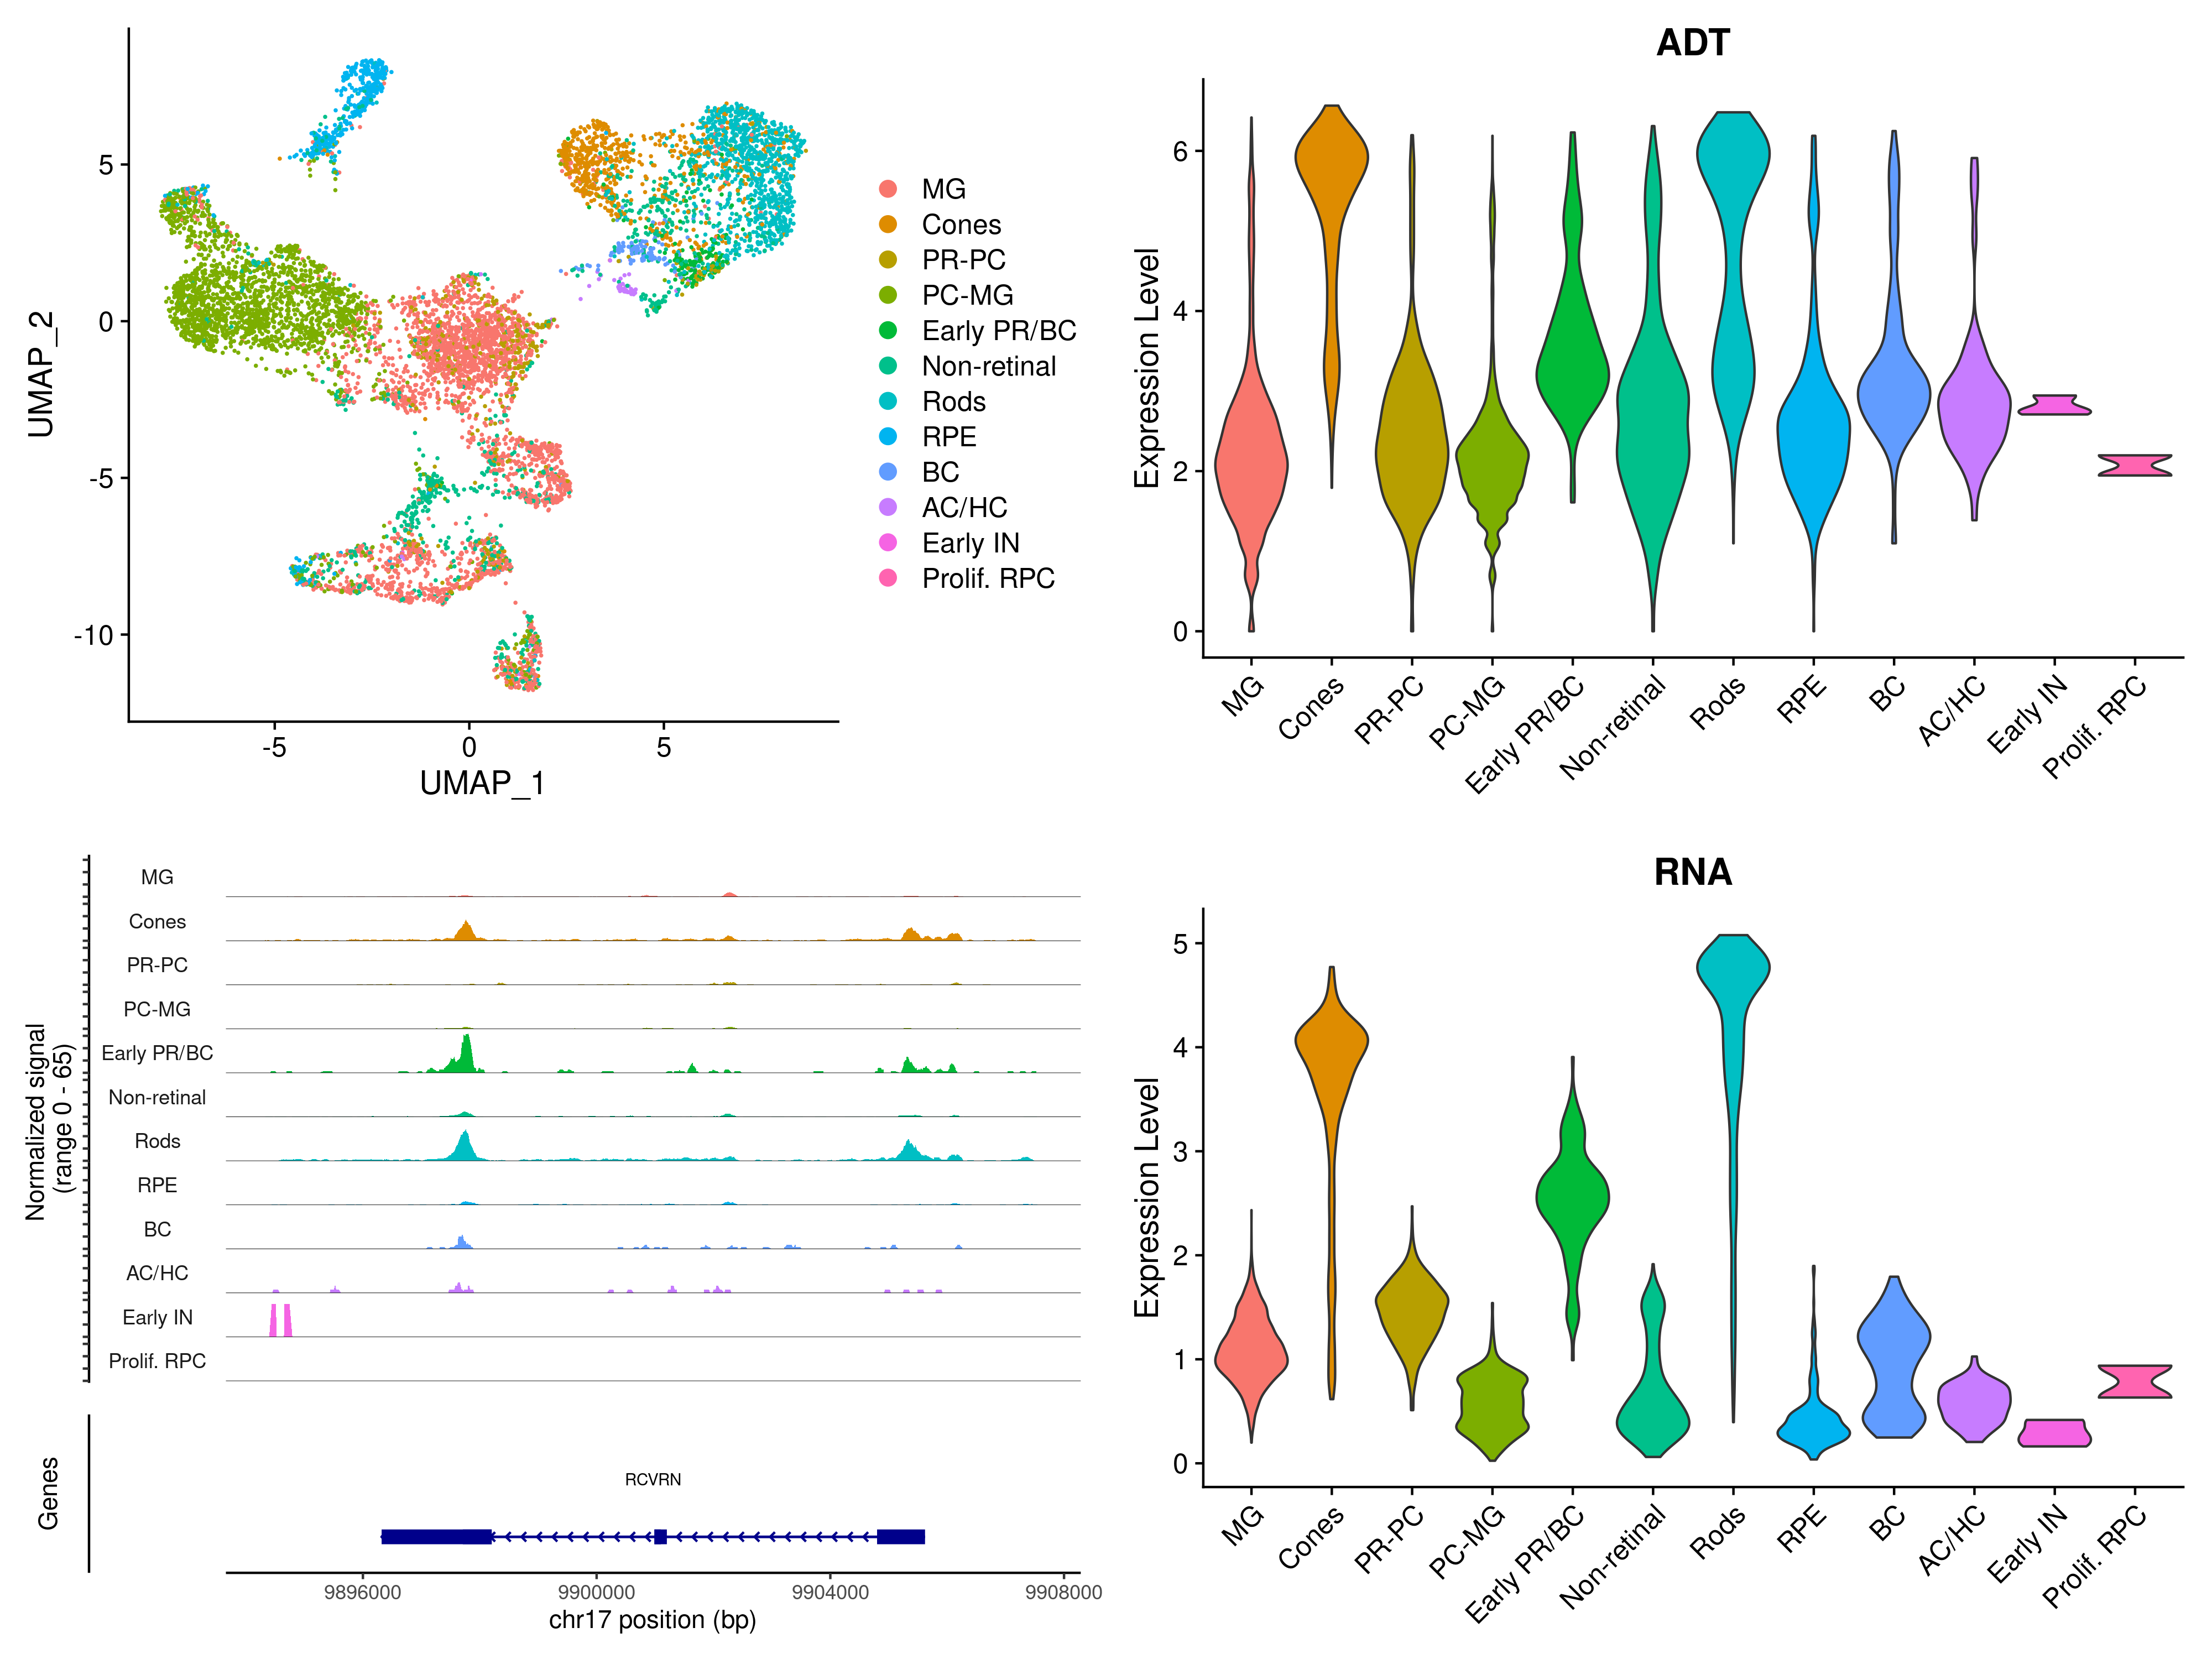 UMAP_2
5
0
-5
-10
-5
0
5
UMAP_1
MG
Cones
PR-PC
PC-MG
Early PR/BC
Non-retinal
Rods
RPE
BC
AC/HC
Early IN
Prolif. RPC
ADT
Expression Level
6
4
2
0
MG
Cones
PR-PC
PC-MG
Early PR/BC
Non-retinal
Rods
RPE
BC
AC/HC
Early IN
Prolif. RPC
Normalized signal
(range 0 - 65)
MG
Cones
PR-PC
PC-MG
Early PR/BC
Non-retinal
Rods
RPE
BC
AC/HC
Early IN
Prolif. RPC
Genes
RCVRN
9896000
9900000
9904000
9908000
chr17 position (bp)
RNA
Expression Level
5
4
3
2
1
0
MG
Cones
PR-PC
PC-MG
Early PR/BC
Non-retinal
Rods
RPE
BC
AC/HC
Early IN
Prolif. RPC